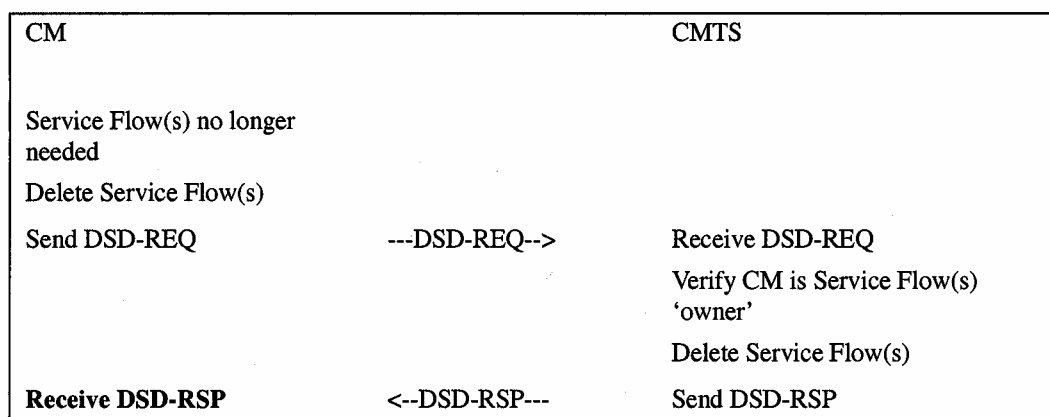 CM CMTS
Service Flow(s) no longer
needed
Delete Service Flow(s)
Send DSD-REQ ---DSD-REQ--> Receive DSD-REQ
Verify CM is Service Flow(s)
‘owner’
Delete Service Flow(s)
Receive DSD-RSP <--DSD-RSP--- Send DSD-RSP